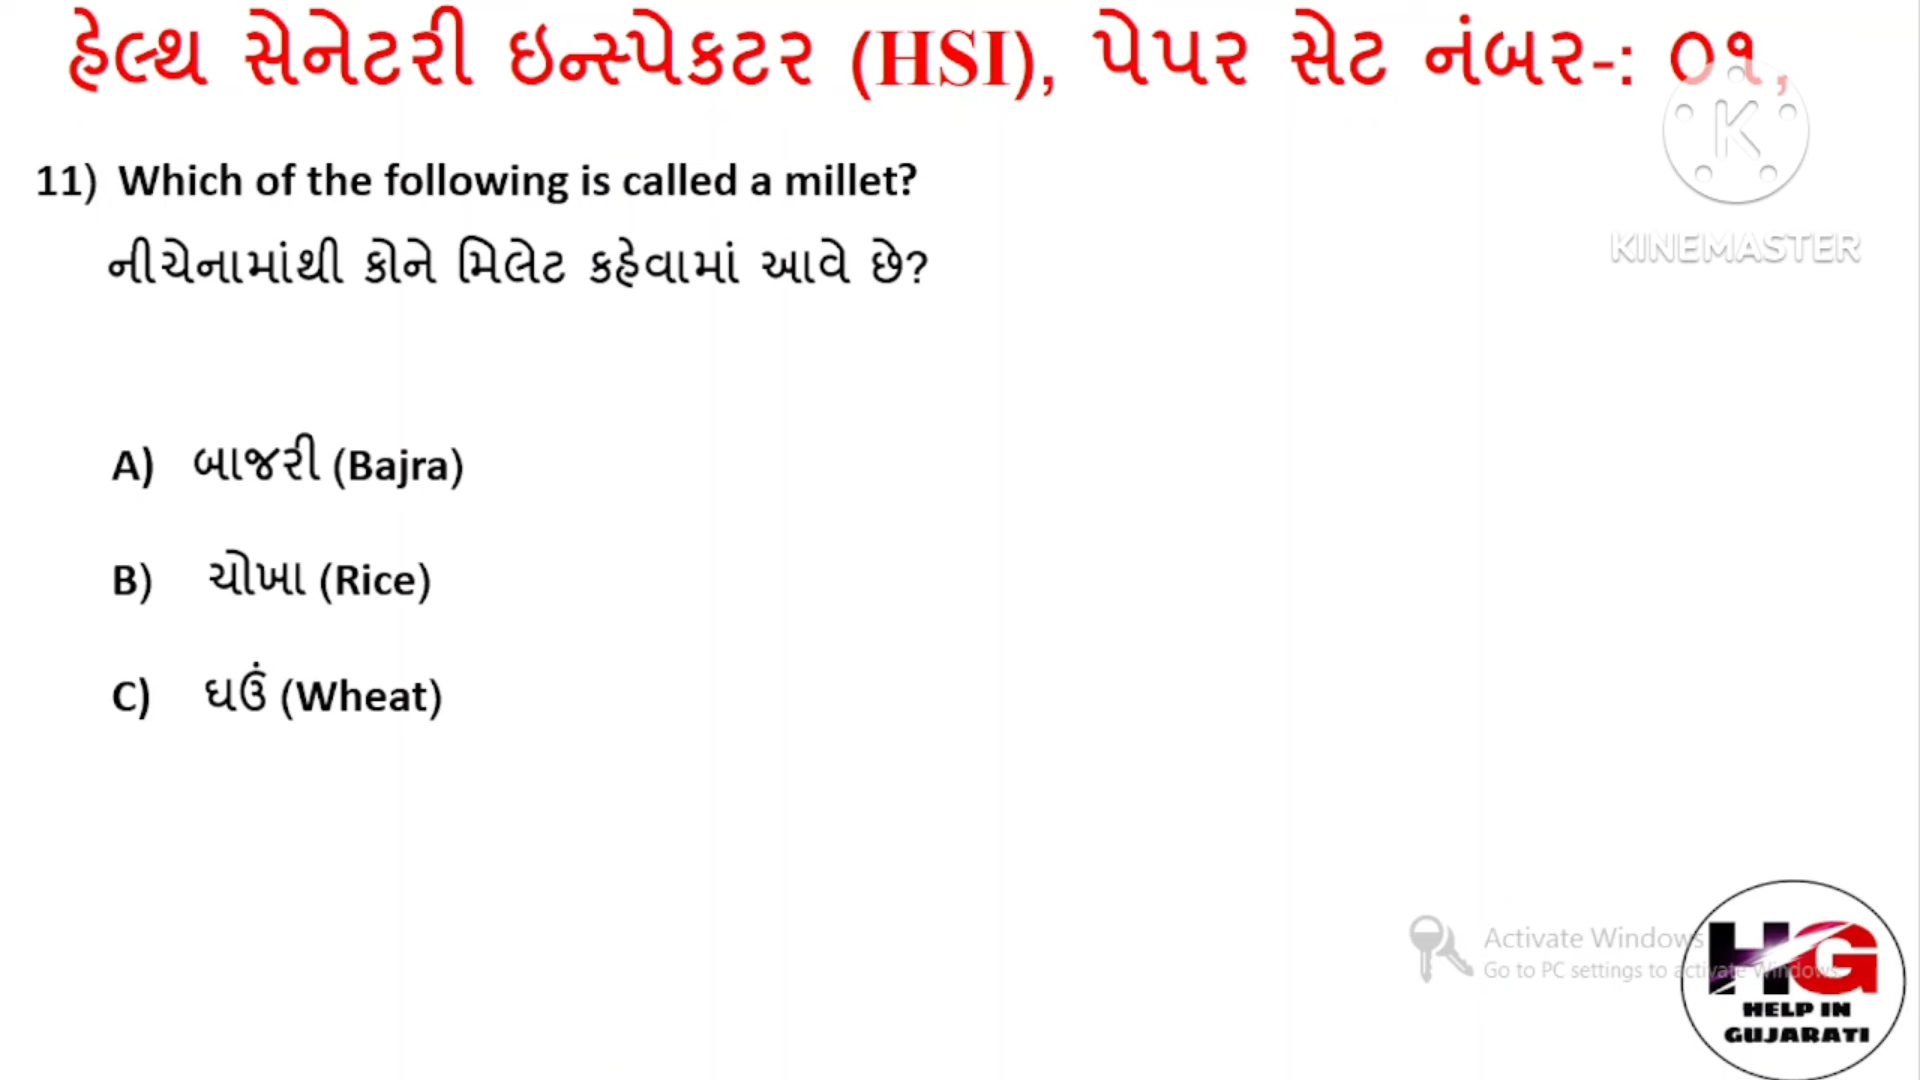 હેલ્થ સેનેટરી ઇન્સ્પેકટર (HSI), પેપર સેટ નંબર-: ૦૧,
K
KINEMASTER
11) Which of the following is called a millet?
નીચેનામાંથી કોને મિલેટ કહેવામાં આવે છે?
A) બાજરી (Bajra)
B) ચોખા (Rice)
C) ઘઉં (Wheat)
Activate Windows
Go to PC settings to activate Windows.
HG
HELP IN
GUJARATI